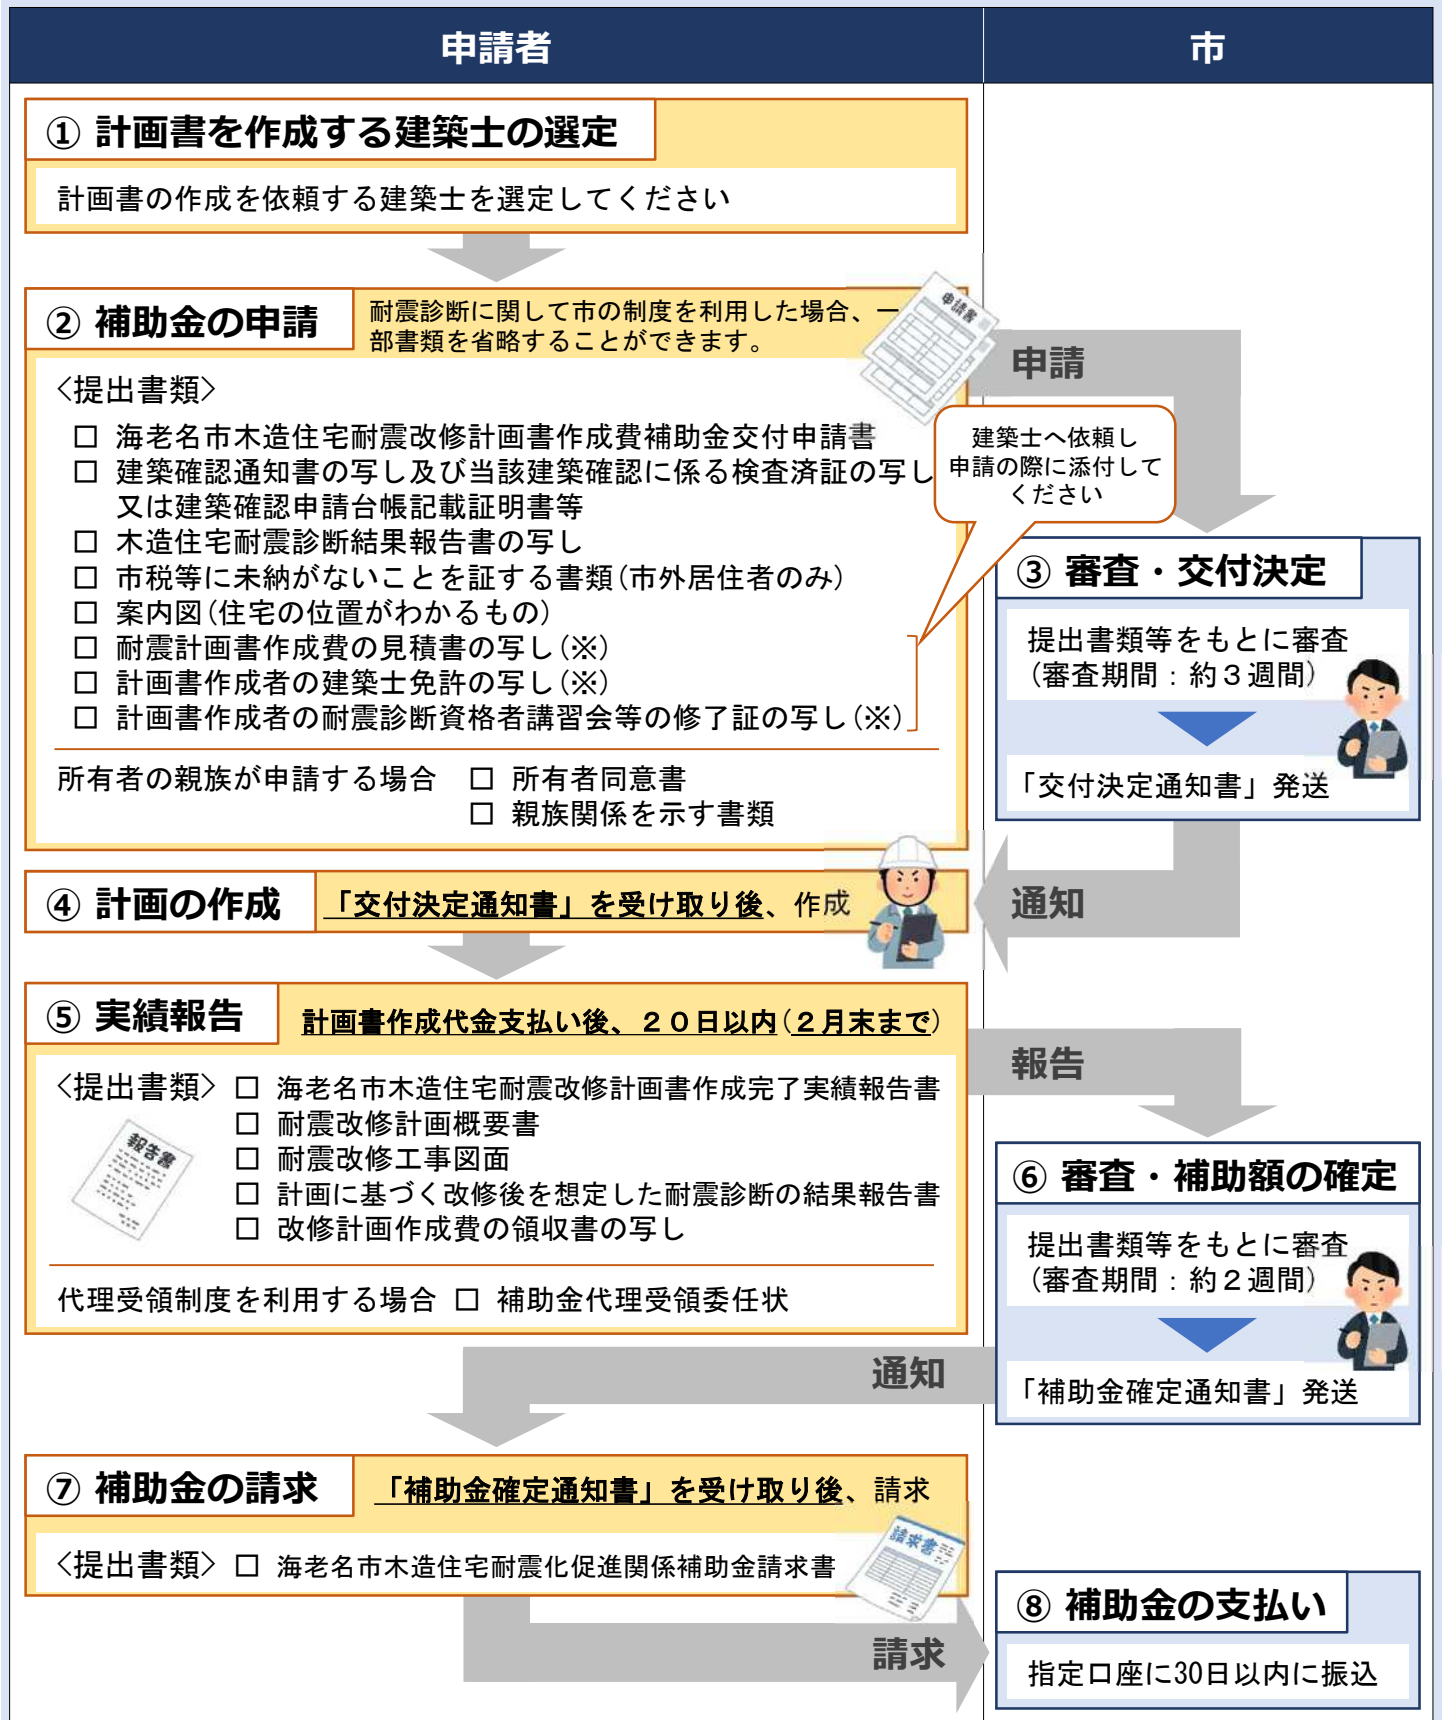 申請者
市
① 計画書を作成する建築士の選定
計画書の作成を依頼する建築士を選定してください
② 補助金の申請
耐震診断に関して市の制度を利用した場合、一
部書類を省略することができます。
申請書
申請
<提出書類>
□ 海老名市木造住宅耐震改修計画書作成費補助金交付申請書
□ 建築確認通知書の写し及び当該建築確認に係る検査済証の写し
又は建築確認申請台帳記載証明書等
□ 木造住宅耐震診断結果報告書の写し
□ 市税等に未納がないことを証する書類(市外居住者のみ)
□ 案内図(住宅の位置がわかるもの)
□ 耐震計画書作成費の見積書の写し(※)
□ 計画書作成者の建築士免許の写し(※)
□ 計画書作成者の耐震診断資格者講習会等の修了証の写し(※)
建築士へ依頼し
申請の際に添付して
ください
所有者の親族が申請する場合 □ 所有者同意書
□ 親族関係を示す書類
③ 審査・交付決定
提出書類等をもとに審査
(審査期間:約3週間)
「交付決定通知書」発送
通知
④ 計画の作成
「交付決定通知書」を受け取り後、作成
⑤ 実績報告
計画書作成代金支払い後、20日以内(2月末まで)
報告
<提出書類> □ 海老名市木造住宅耐震改修計画書作成完了実績報告書
□ 耐震改修計画概要書
□ 耐震改修工事図面
□ 計画に基づく改修後を想定した耐震診断の結果報告書
□ 改修計画作成費の領収書の写し
報告書
代理受領制度を利用する場合 □ 補助金代理受領委任状
⑥ 審査・補助額の確定
提出書類等をもとに審査
(審査期間:約2週間)
「補助金確定通知書」発送
通知
⑦ 補助金の請求
「補助金確定通知書」を受け取り後、請求
<提出書類> □ 海老名市木造住宅耐震化促進関係補助金請求書
請求書
請求
⑧ 補助金の支払い
指定口座に30日以内に振込